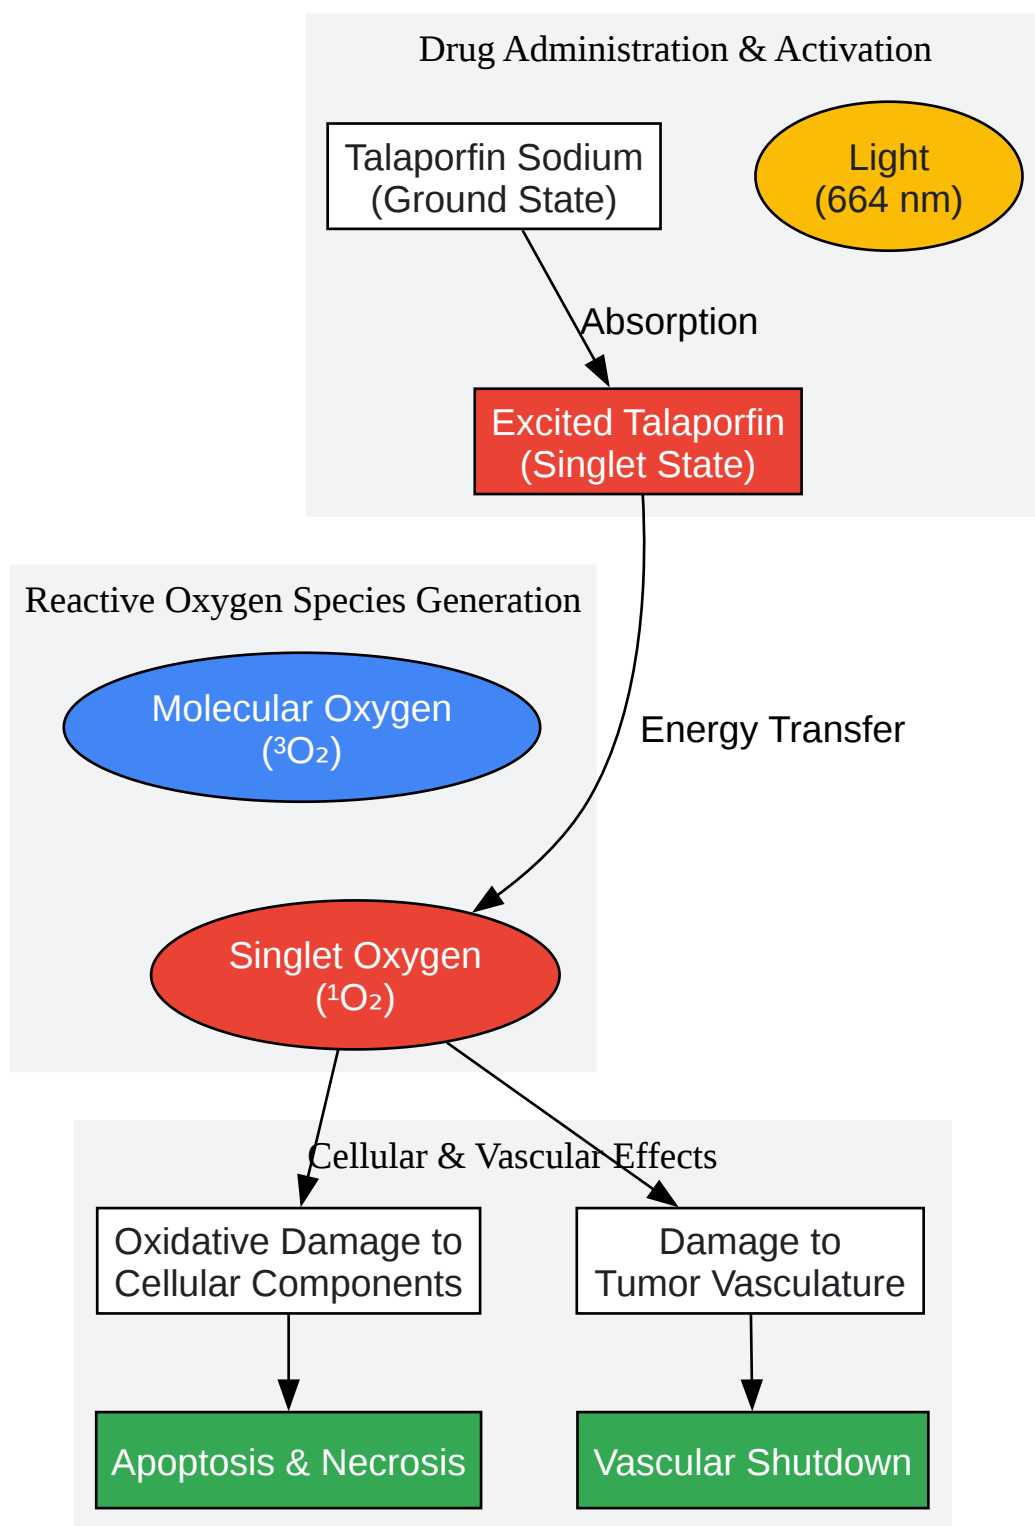 Drug Administration & Activation
Talaporfin Sodium
(Ground State)
Light
(664 nm)
Absorption
Excited Talaporfin
(Singlet State)
Reactive Oxygen Species Generation
Molecular Oxygen
(³O₂)
Energy Transfer
Singlet Oxygen
(¹O₂)
Cellular & Vascular Effects
Oxidative Damage to
Cellular Components
Damage to
Tumor Vasculature
Apoptosis & Necrosis
Vascular Shutdown